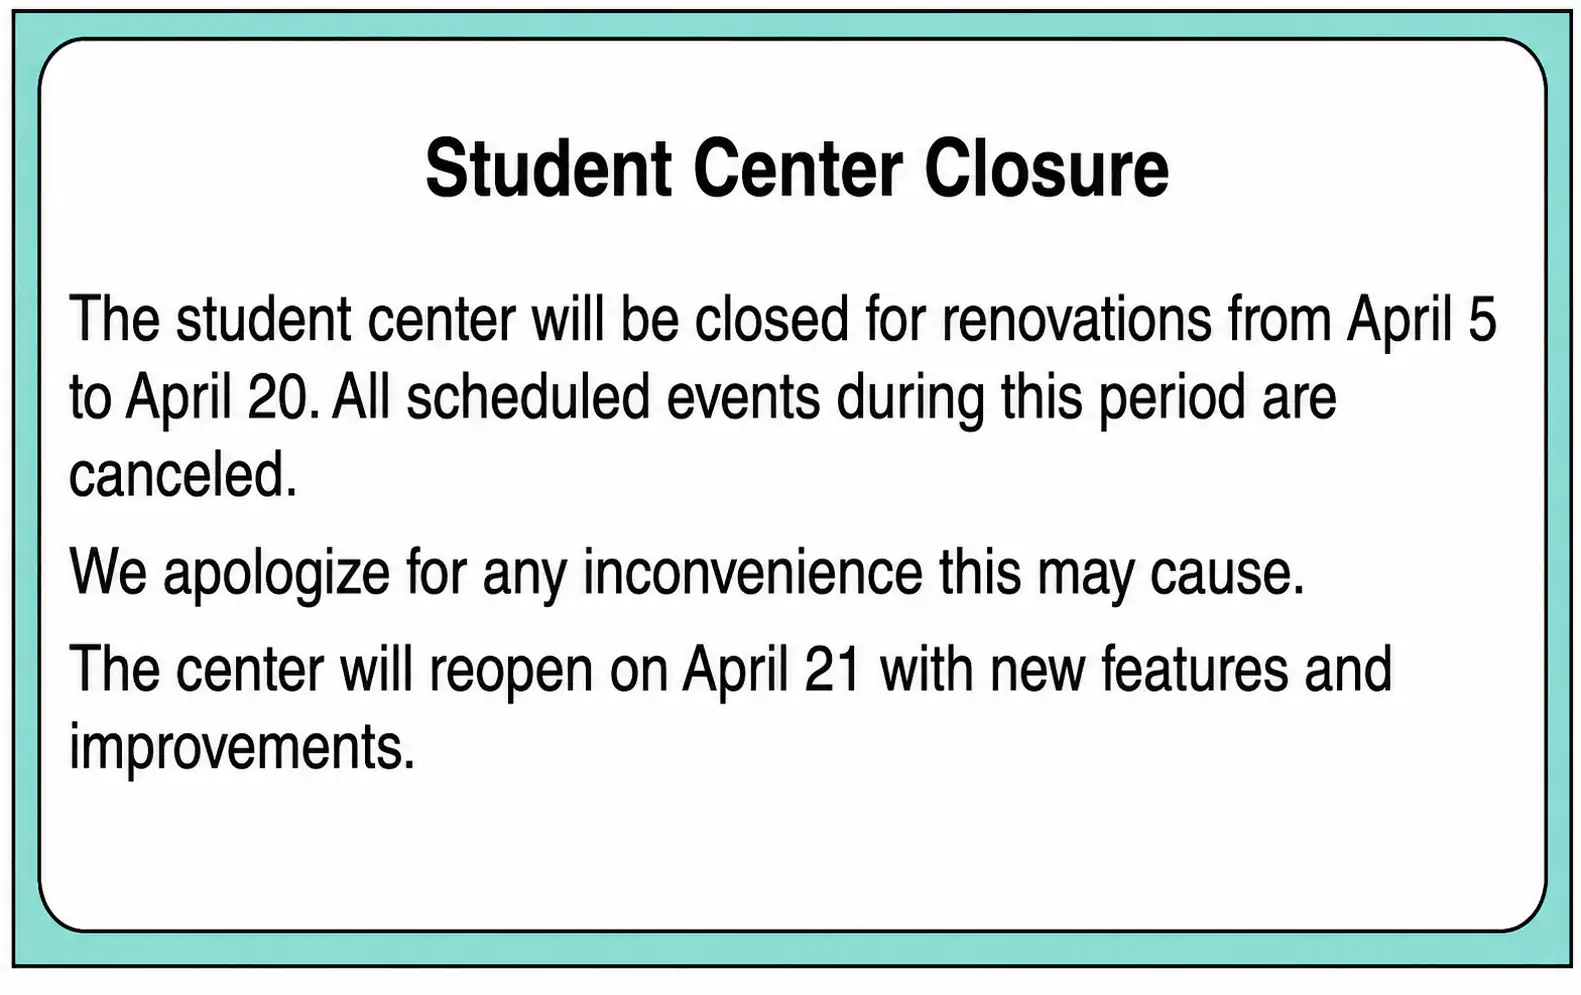 Student Center Closure
The student center will be closed for renovations from April 5
to April 20. All scheduled events during this period are
canceled.
We apologize for any inconvenience this may cause.
The center will reopen on April 21 with new features and
improvements.